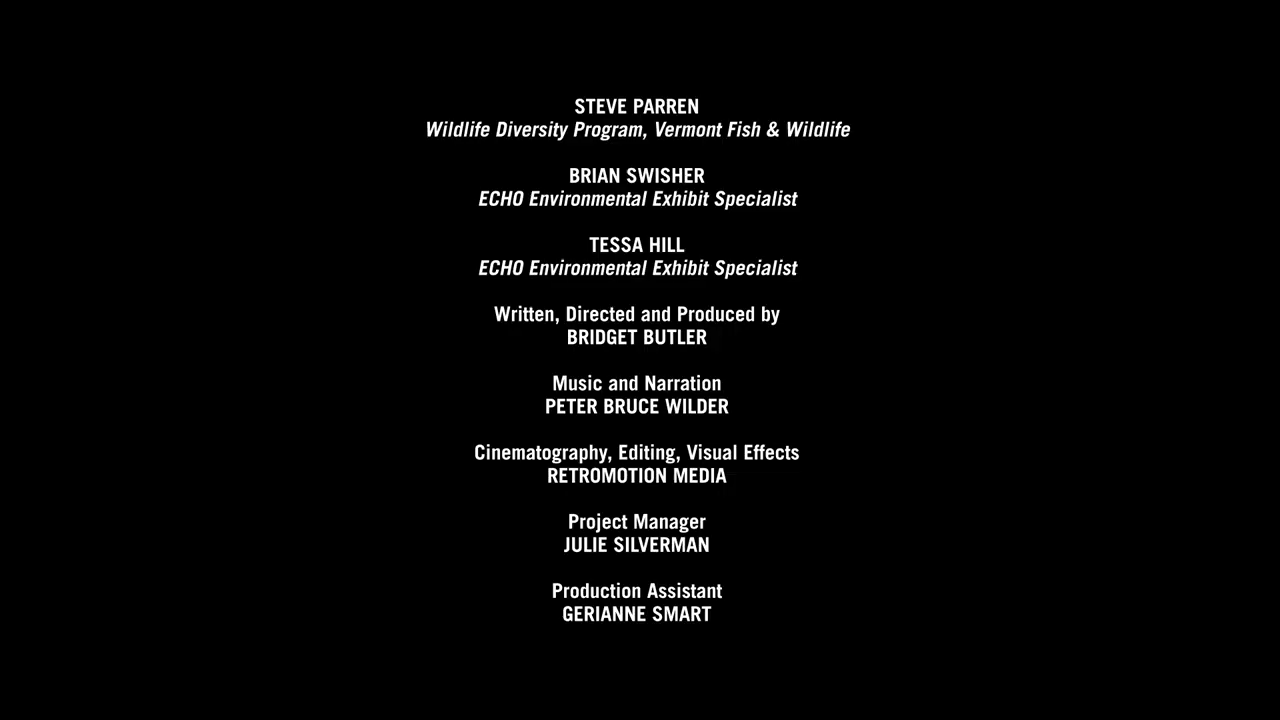 STEVE PARREN
Wildlife Diversity Program, Vermont Fish & Wildlife
BRIAN SWISHER
ECHO Environmental Exhibit Specialist
TESSA HILL
ECHO Environmental Exhibit Specialist
Written, Directed and Produced by
BRIDGET BUTLER
Music and Narration
PETER BRUCE WILDER
Cinematography, Editing, Visual Effects
RETROMOTION MEDIA
Project Manager
JULIE SILVERMAN
Production Assistant
GERIANNE SMART